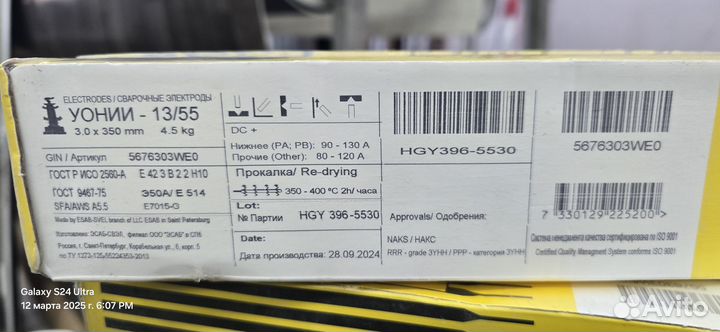 ELECTRODES / СВАРОЧНЫЕ ЭЛЕКТРОДЫ
УОНИИ - 13/55
3.0 x 350 mm 4.5 kg
GIN / Артикул 5676303WE0
ГОСТ Р ИСО 2560-А E 42 3 B 2 2 H10
ГОСТ 9467-75 Э50А/ E 514
SFA/AWS A5.5 E7015-G
Made by ESAB-SVEL branch of LLC ESAB in Saint Petersburg
Изготовлен: ЭСАБ-СВЭЛ, филиал ООО "ЭСАБ" в СПб
Россия, г. Санкт-Петербург, Корабельная ул., 6, корп. 5
DC +
Нижнее (PA; PB): 90 - 130 A
Прочие (Other): 80 - 120 A
Прокалка/ Re-drying
350 - 400 °C 2h/ часа
Lot:
№ Партии HGY 396-5530
Date:
Дата производства: 28.09.2024
HGY396-5530
Approvals/ Одобрения:
NAKS / НАКС
RRR - grade 3YHH / РРР - категория 3YHH
5676303WE0
7 330129 225200 >
Система менеджмента качества сертифицирована по ISO 9001
Certified Quality Managment System conforms ISO 9001
Galaxy S24 Ultra
12 марта 2025 г. 6:07 PM
Avito